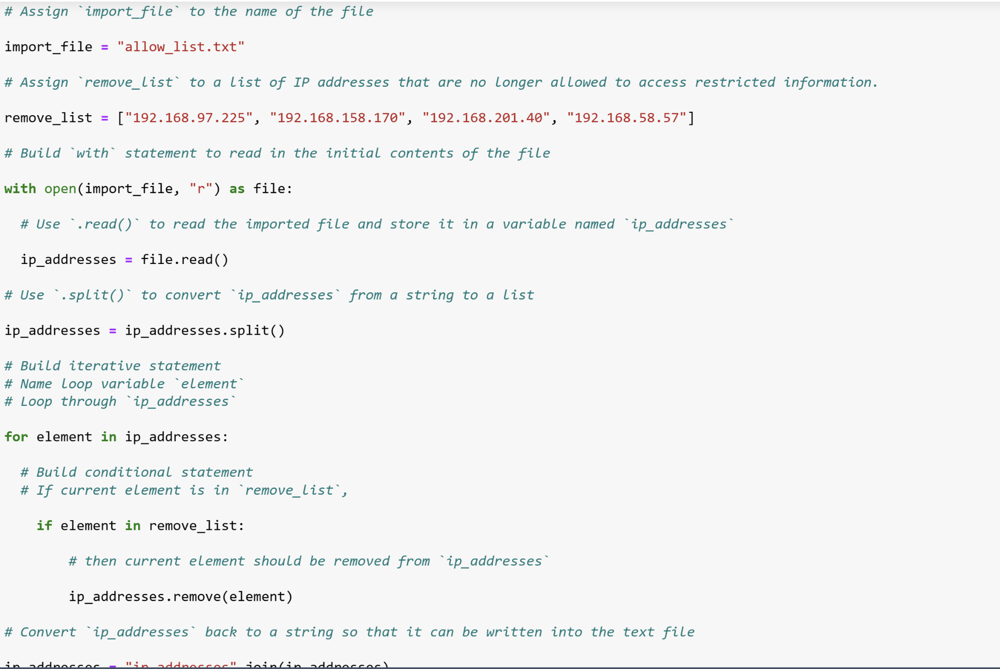 # Assign `import_file` to the name of the file
import_file = "allow_list.txt"
# Assign `remove_list` to a list of IP addresses that are no longer allowed to access restricted information.
remove_list = ["192.168.97.225", "192.168.158.170", "192.168.201.40", "192.168.58.57"]
# Build `with` statement to read in the initial contents of the file
with open(import_file, "r") as file:
# Use `.read()` to read the imported file and store it in a variable named `ip_addresses`
ip_addresses = file.read()
# Use `.split()` to convert `ip_addresses` from a string to a list
ip_addresses = ip_addresses.split()
# Build iterative statement
# Name loop variable `element`
# Loop through `ip_addresses`
for element in ip_addresses:
# Build conditional statement
# If current element is in `remove_list`,
if element in remove_list:
# then current element should be removed from `ip_addresses`
ip_addresses.remove(element)
# Convert `ip_addresses` back to a string so that it can be written into the text file
ip_addresses = "ip_addresses".join(ip_addresses)